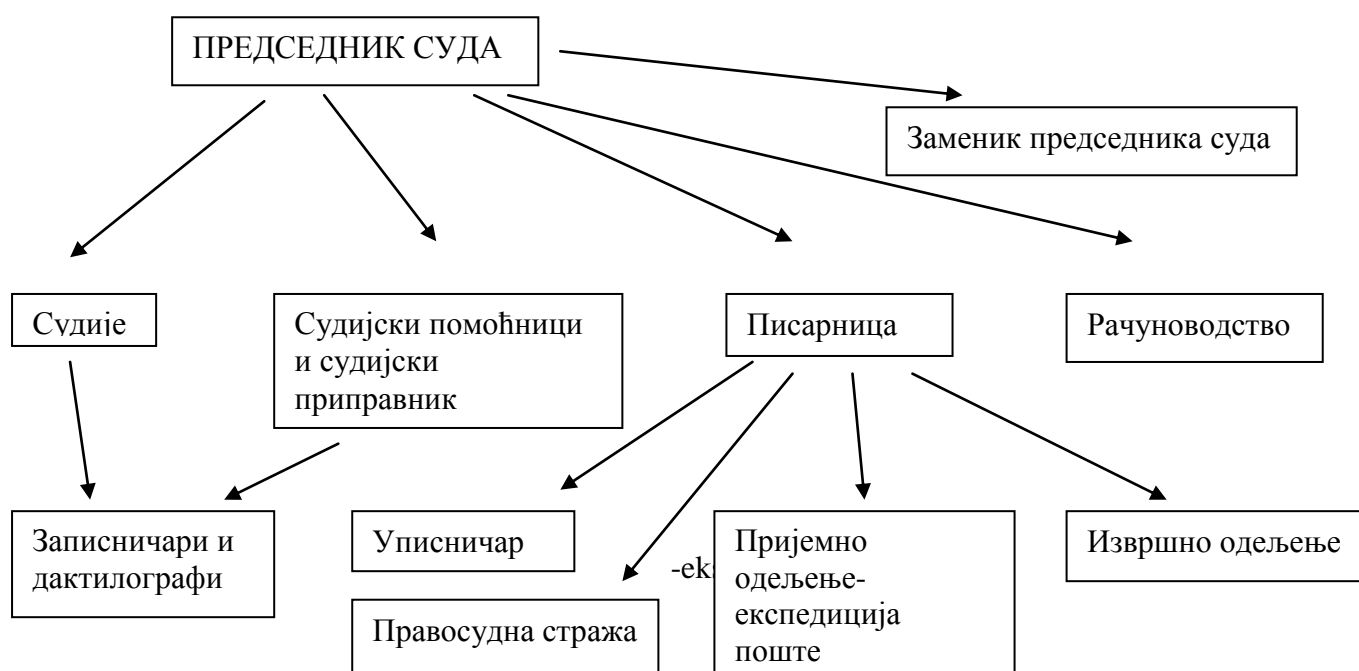 ПРЕДСЕДНИК СУДА
Заменик председника суда
Судије
Судијски помоћници
и судијски
приправник
Писарница
Рачуноводство
Записничари и
дактилографи
Уписничар
-eks
Пријемно
одељење-
експедиција
поште
Извршно одељење
Правосудна стража